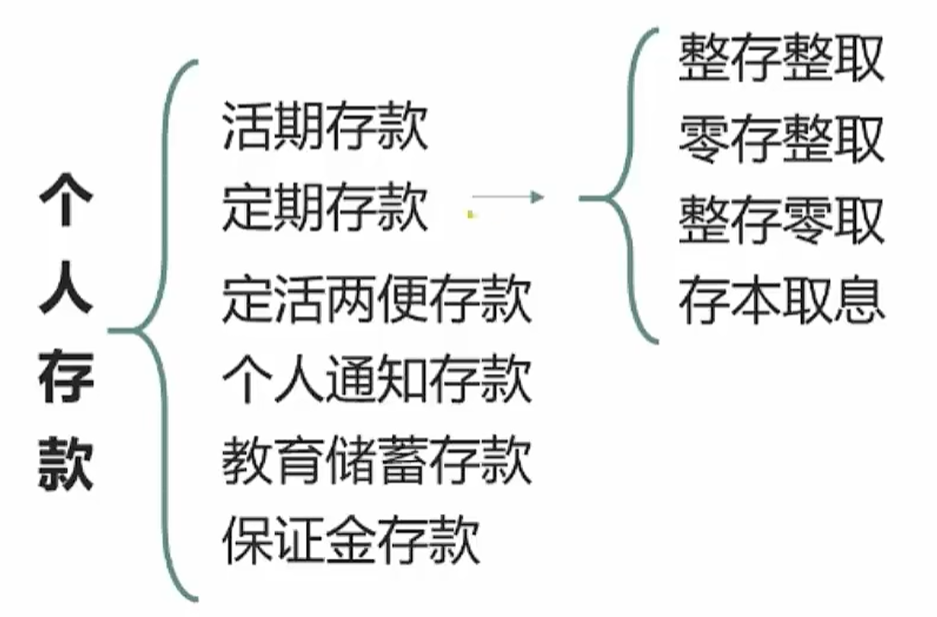 个人存款
活期存款
定期存款
定活两便存款
个人通知存款
教育储蓄存款
保证金存款
整存整取
零存整取
整存零取
存本取息